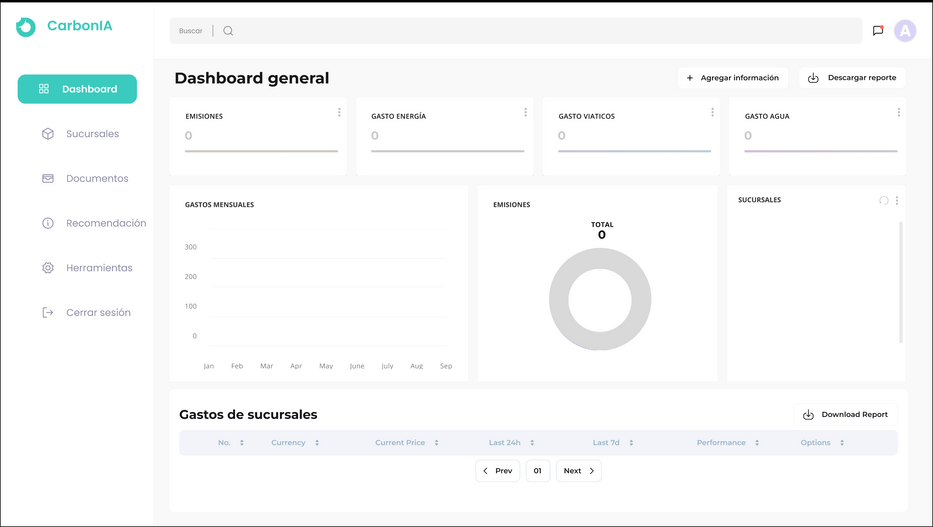 CarbonIA
Buscar
A
Dashboard
Sucursales
Documentos
Recomendación
Herramientas
Cerrar sesión
Dashboard general
+ Agregar información
Descargar reporte
EMISIONES
0
GASTO ENERGÍA
0
GASTO VIATICOS
0
GASTO AGUA
0
GASTOS MENSUALES
300
200
100
0
Jan Feb Mar Apr May June July Aug Sep
EMISIONES
TOTAL
0
SUCURSALES
Gastos de sucursales
Download Report
No. Currency Current Price Last 24h Last 7d Performance Options
Prev 01 Next